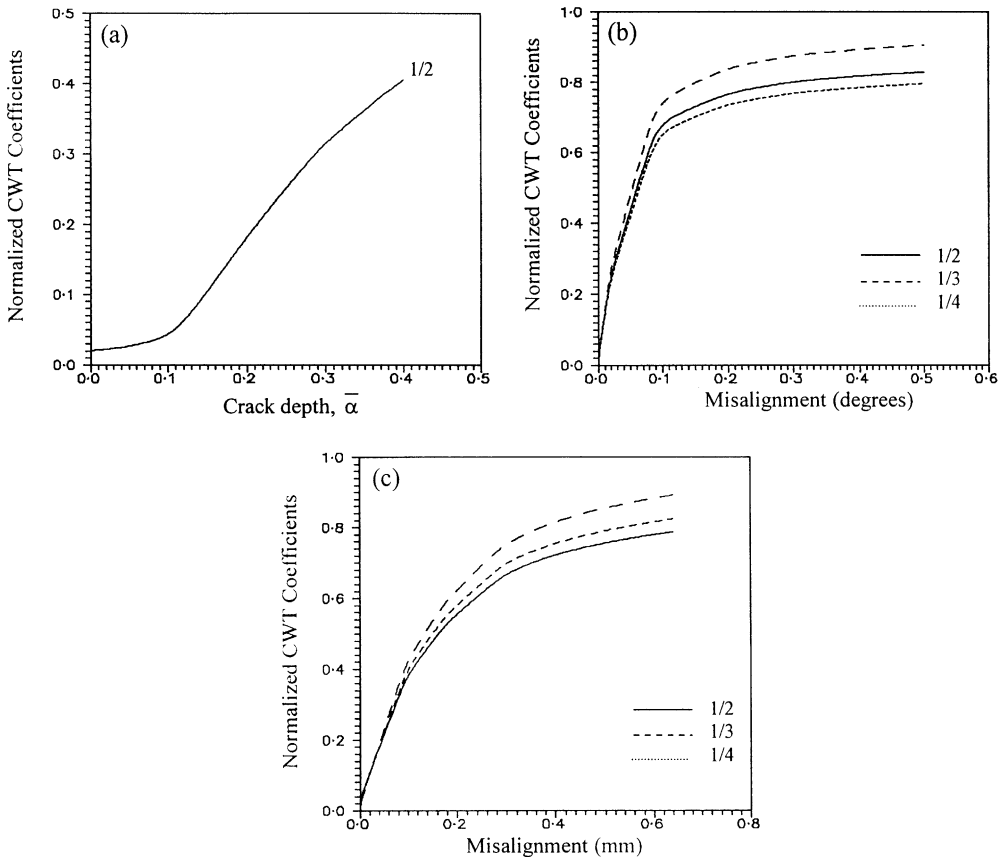 (a)
Normalized CWT Coefficients
0·5
0·4
0·3
0·2
0·1
0·0
1/2
0·0 0·1 0·2 0·3 0·4 0·5
Crack depth, α̅
(b)
Normalized CWT Coefficients
1·0
0·8
0·6
0·4
0·2
0·0
1/2
1/3
1/4
0·0 0·1 0·2 0·3 0·4 0·5 0·6
Misalignment (degrees)
(c)
Normalized CWT Coefficients
1·0
0·8
0·6
0·4
0·2
0·0
1/2
1/3
1/4
0·0 0·2 0·4 0·6 0·8
Misalignment (mm)